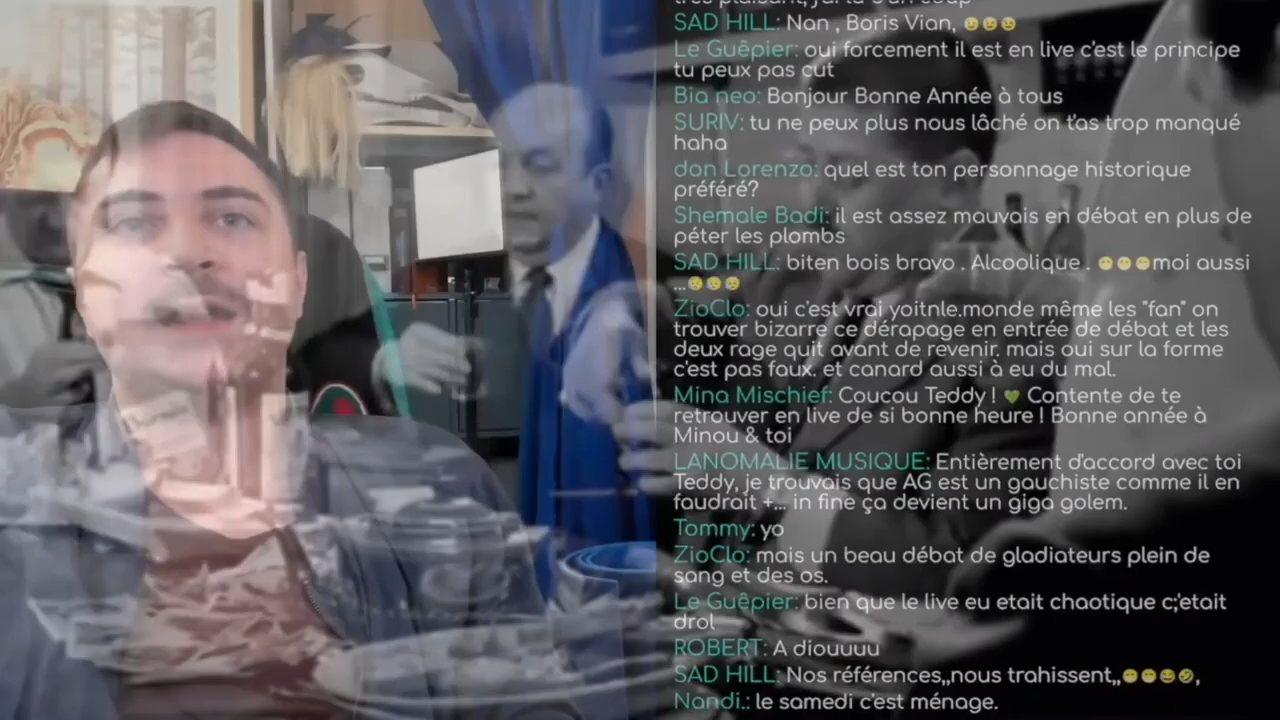 très plaisant, j'ai la
SAD HILL: Nan , Boris Vian, 😉😉😉
Le Guêpier: oui forcement il est en live c'est le principe
tu peux pas cut
Bia neo: Bonjour Bonne Année à tous
SURIV: tu ne peux plus nous lâché on t'as trop manqué
haha
don Lorenzo: quel est ton personnage historique
préféré?
Shemale Badi: il est assez mauvais en débat en plus de
péter les plombs
SAD HILL: biten bois bravo . Alcoolique . 😁😁😁moi aussi
...😥😥😥
ZioClo: oui c'est vrai yoitnle.monde même les "fan" on
trouver bizarre ce dérapage en entrée de débat et les
deux rage quit avant de revenir. mais oui sur la forme
c'est pas faux. et canard aussi à eu du mal.
Mina Mischief: Coucou Teddy ! 💚 Contente de te
retrouver en live de si bonne heure ! Bonne année à
Minou & toi
LANOMALIE MUSIQUE: Entièrement d'accord avec toi
Teddy, je trouvais que AG est un gauchiste comme il en
faudrait +... in fine ça devient un giga golem.
Tommy: yo
ZioClo: mais un beau débat de gladiateurs plein de
sang et des os.
Le Guêpier: bien que le live eu etait chaotique c;'etait
drol
ROBERT: A diouuuu
SAD HILL: Nos références,,nous trahissent,,😁😁😂🤣,
Nandi.: le samedi c'est ménage.